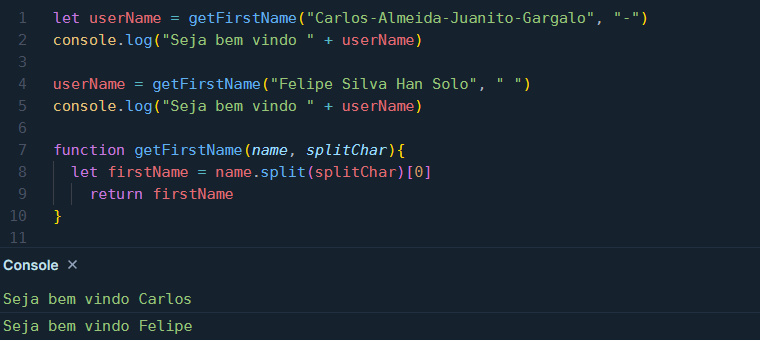 1 let userName = getFirstName("Carlos-Almeida-Juanito-Gargalo", "-")
2 console.log("Seja bem vindo " + userName)
3
4 userName = getFirstName("Felipe Silva Han Solo", " ")
5 console.log("Seja bem vindo " + userName)
6
7 function getFirstName(name, splitChar){
8 let firstName = name.split(splitChar)[0]
9 return firstName
10 }
11
Console ×
Seja bem vindo Carlos
Seja bem vindo Felipe